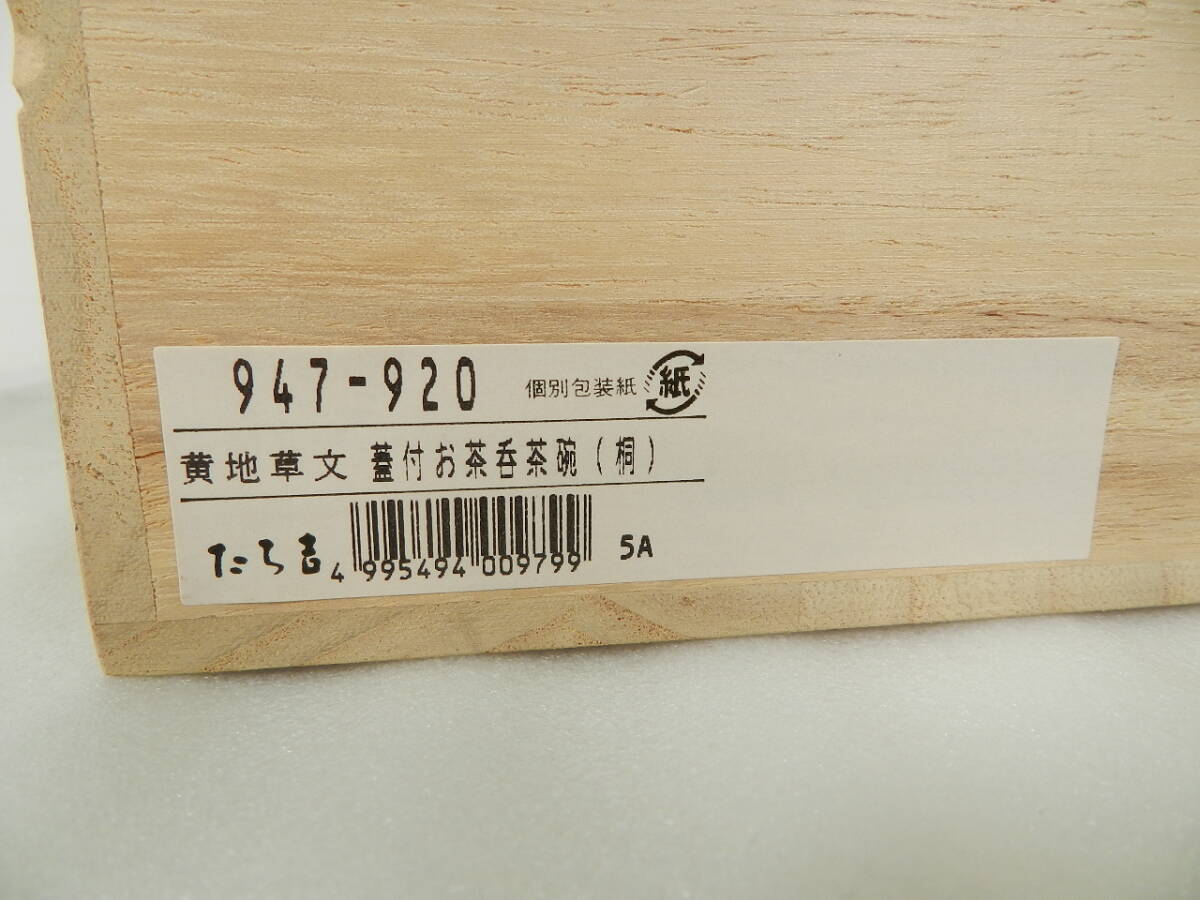 947-920 個別包装紙 紙
黄地草文 蓋付お茶呑茶碗(桐)
たち吉 4 995494 009799 5A